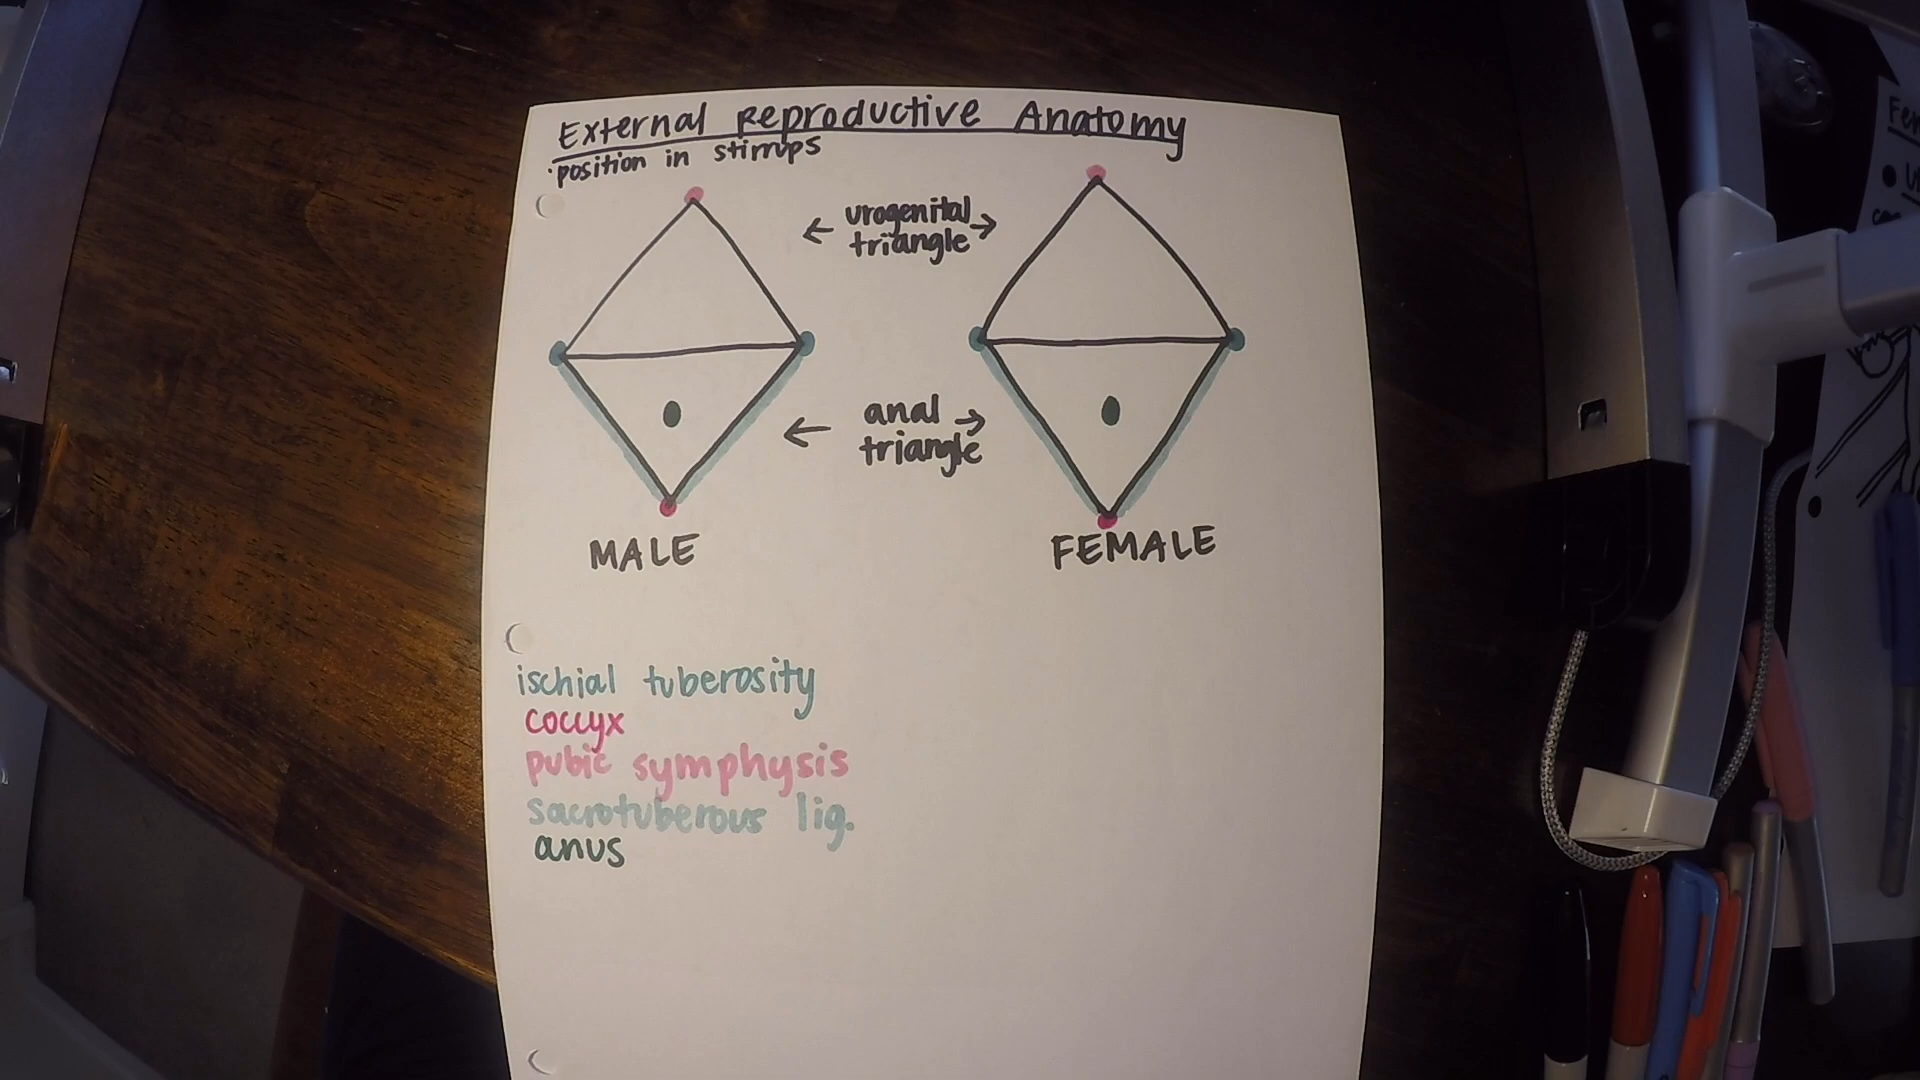 External Reproductive Anatomy
·position in stirrups
← urogenital →
triangle
← anal →
triangle
MALE
FEMALE
ischial tuberosity
coccyx
pubic symphysis
sacrotuberous lig.
anus